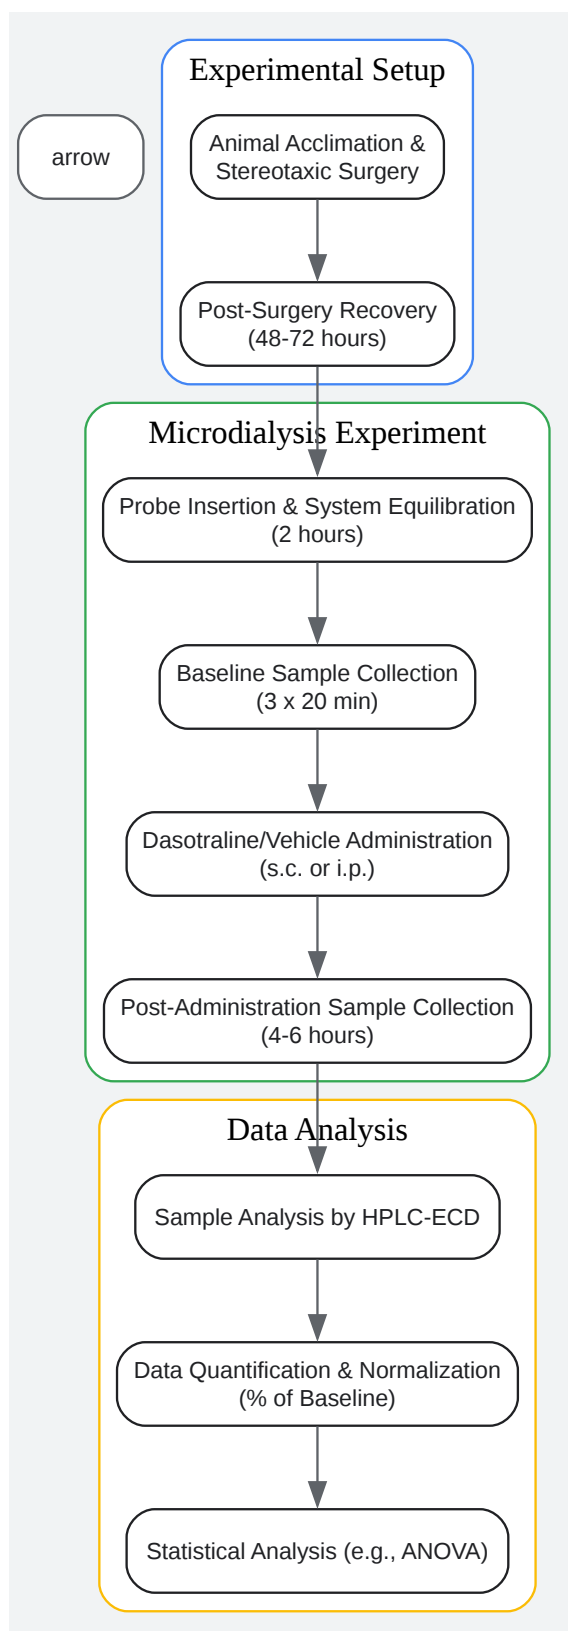 Experimental Setup
arrow
Animal Acclimation &
Stereotaxic Surgery
Post-Surgery Recovery
(48-72 hours)
Microdialysis Experiment
Probe Insertion & System Equilibration
(2 hours)
Baseline Sample Collection
(3 x 20 min)
Dasotraline/Vehicle Administration
(s.c. or i.p.)
Post-Administration Sample Collection
(4-6 hours)
Data Analysis
Sample Analysis by HPLC-ECD
Data Quantification & Normalization
(% of Baseline)
Statistical Analysis (e.g., ANOVA)